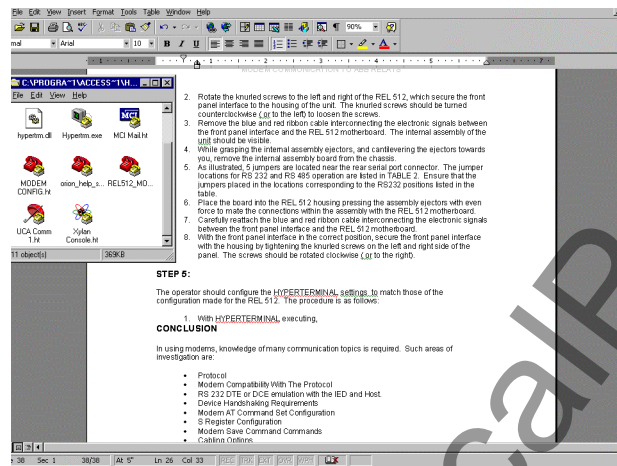 File Edit View Insert Format Tools Table Window Help
90%
mal Arial 10 B I U
MODEM COMMUNICATION TO ABB RELAYS
C:\PROGRA~1\ACCESS~1\H...
File Edit View Help
hypertrm.dll Hypertrm.exe MCI Mail.ht
MODEM CONFIG.ht orion_help_s... REL512_MO...
UCA Comm 1.ht Xylan Console.ht
11 object(s) 369KB
2. Rotate the knurled screws to the left and right of the REL 512, which secure the front
panel interface to the housing of the unit. The knurled screws should be turned
counterclockwise ( or to the left) to loosen the screws.
3. Remove the blue and red ribbon cable interconnecting the electronic signals between
the front panel interface and the REL 512 motherboard. The internal assembly of the
unit should be visible.
4. While grasping the internal assembly ejectors, and cantilevering the ejectors towards
you, remove the internal assembly board from the chassis.
5. As illustrated, 5 jumpers are located near the rear serial port connector. The jumper
locations for RS 232 and RS 485 operation are listed in TABLE 2. Ensure that the
jumpers are placed in the locations corresponding to the RS232 positions listed in the
table.
6. Place the board into the REL 512 housing pressing the assembly ejectors with even
force to mate the connections within the assembly with the REL 512 motherboard.
7. Carefully reattach the blue and red ribbon cable interconnecting the electronic signals
between the front panel interface and the REL 512 motherboard.
8. With the front panel interface in the correct position, secure the front panel interface
with the housing by tightening the knurled screws on the left and right side of the
panel. The screws should be rotated clockwise ( or to the right).
STEP 5:
The operator should configure the HYPERTERMINAL settings to match those of the
configuration made for the REL 512. The procedure is as follows:
1. With HYPERTERMINAL executing,
CONCLUSION
In using modems, knowledge of many communication topics is required. Such areas of
investigation are:
• Protocol
• Modem Compatibility With The Protocol
• RS 232 DTE or DCE emulation with the IED and Host.
• Device Handshaking Requirements
• Modem AT Command Set Configuration
• S Register Configuration
• Modem Save Command Commands
• Cabling Options
e 38 Sec 1 38/38 At 5" Ln 26 Col 33 REC TRK EXT OVR WPH